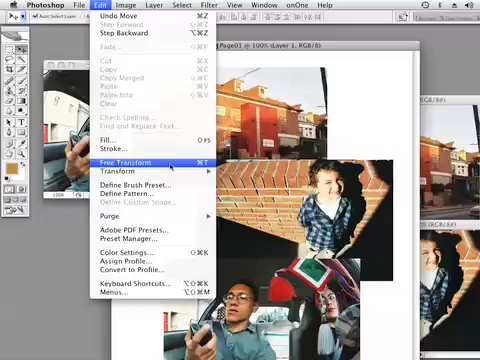 Photoshop File Edit Image Layer Select Filter View Window onOne Help
Auto Select Layer
Page01 @ 100% (Layer 1, RGB/8)
Undo Move ⌘Z
Step Forward ⇧⌘Z
Step Backward ⌥⌘Z
Fade... ⇧⌘F
Cut ⌘X
Copy ⌘C
Copy Merged ⇧⌘C
Paste ⌘V
Paste Into ⇧⌘V
Clear
Check Spelling...
Find and Replace Text...
Fill... ⇧F5
Stroke...
Free Transform ⌘T
Transform
Define Brush Preset...
Define Pattern...
Define Custom Shape...
Purge
Adobe PDF Presets...
Preset Manager...
Color Settings... ⇧⌘K
Assign Profile...
Convert to Profile...
Keyboard Shortcuts... ⌥⇧⌘K
Menus... ⌥⇧⌘M
100%
RGB/8#)
RGB/8#)